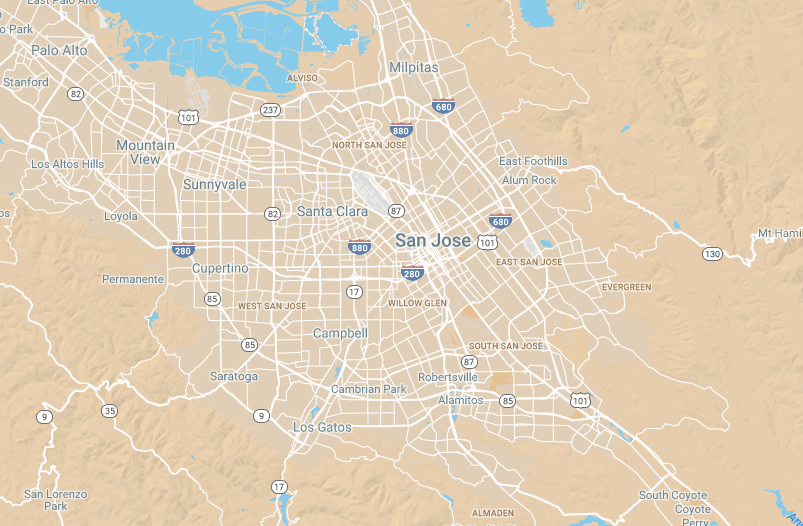 East Palo Alto
o Park
Palo Alto
Milpitas
ALVISO
Stanford
82
680
237
101
880
NORTH SAN JOSE
Mountain
View
East Foothills
Los Altos Hills
Alum Rock
Sunnyvale
87
Santa Clara
82
os
Loyola
680
Mt Hamil
San Jose
101
880
280
130
EAST SAN JOSE
Cupertino
280
Permanente
EVERGREEN
17
85
WEST SAN JOSE
WILLOW GLEN
Campbell
85
SOUTH SAN JOSE
87
Saratoga
Robertsville
Cambrian Park
Alamitos
85
101
35
9
9
Los Gatos
17
San Lorenzo
Park
South Coyote
Coyote
Perry
ALMADEN